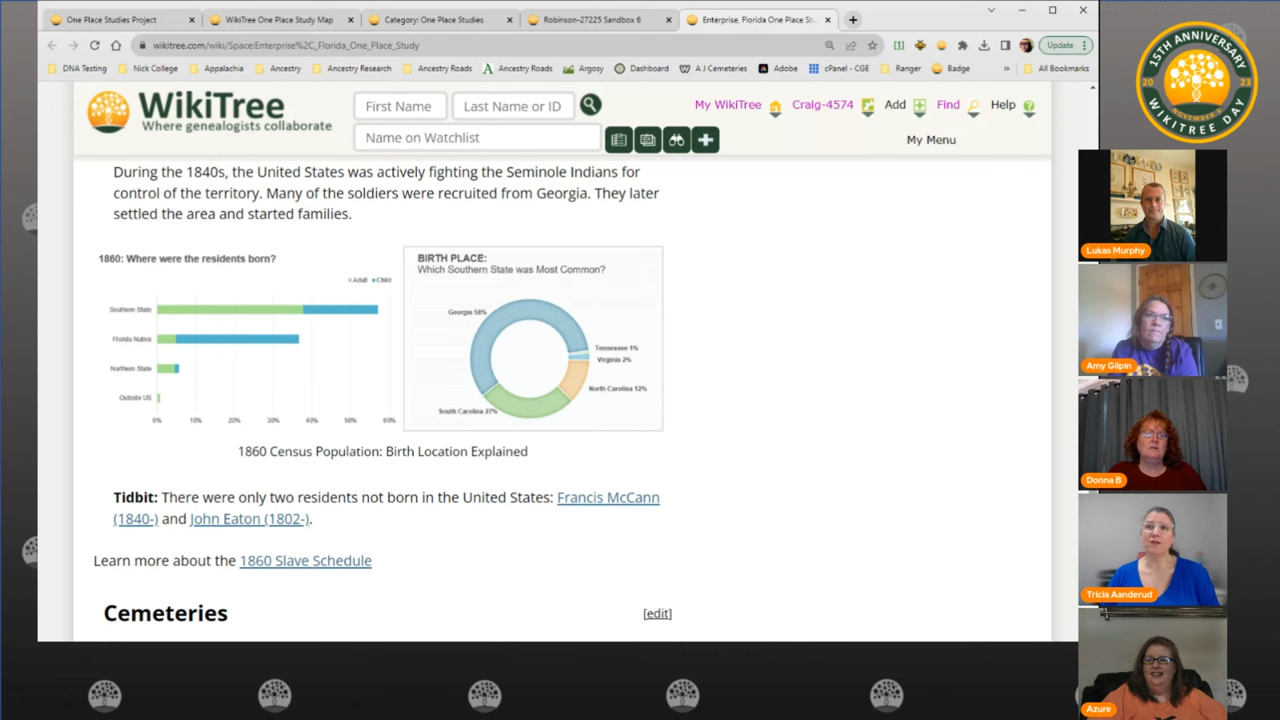 One Place Studies Project
WikiTree One Place Study Map
Category: One Place Studies
Robinson-27225 Sandbox 6
Enterprise, Florida One Place St
wikitree.com/wiki/Space:Enterprise%2C_Florida_One_Place_Study
Update
DNA Testing
Nick College
Appalachia
Ancestry
Ancestry Research
Ancestry Roads
Ancestry Roads
Argosy
Dashboard
A J Cemeteries
Adobe
cPanel - CGE
Ranger
Badge
»
All Bookmarks
WikiTree
Where genealogists collaborate
First Name
Last Name or ID
Name on Watchlist
My WikiTree
Craig-4574
Add
Find
Help
My Menu
During the 1840s, the United States was actively fighting the Seminole Indians for
control of the territory. Many of the soldiers were recruited from Georgia. They later
settled the area and started families.
1860: Where were the residents born?
Adult
Child
Southern State
Florida Native
Northern State
Outside US
0% 10% 20% 30% 40% 50% 60%
BIRTH PLACE:
Which Southern State was Most Common?
Georgia 58%
Tennessee 1%
Virginia 2%
North Carolina 12%
South Carolina 27%
1860 Census Population: Birth Location Explained
Tidbit: There were only two residents not born in the United States: Francis McCann
(1840-) and John Eaton (1802-).
Learn more about the 1860 Slave Schedule
Cemeteries
[edit]
15TH ANNIVERSARY
20 23
NOVEMBER 5
WIKITREE DAY
Lukas Murphy
Amy Gilpin
Donna B
Tricia Aanderud
Azure